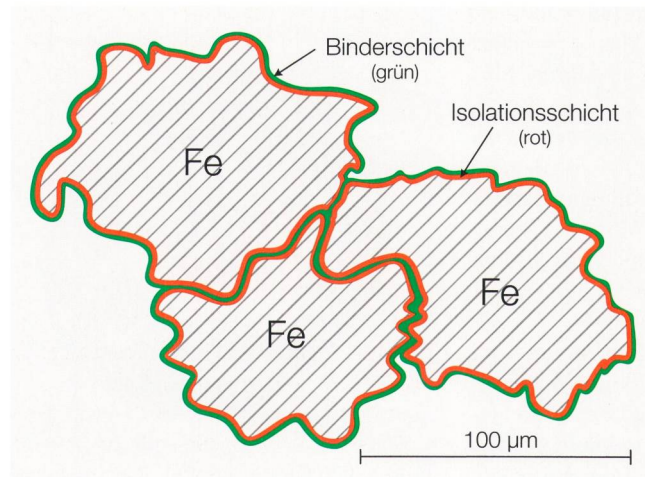 Binderschicht
(grün)
Isolationsschicht
(rot)
Fe
Fe
Fe
100 µm